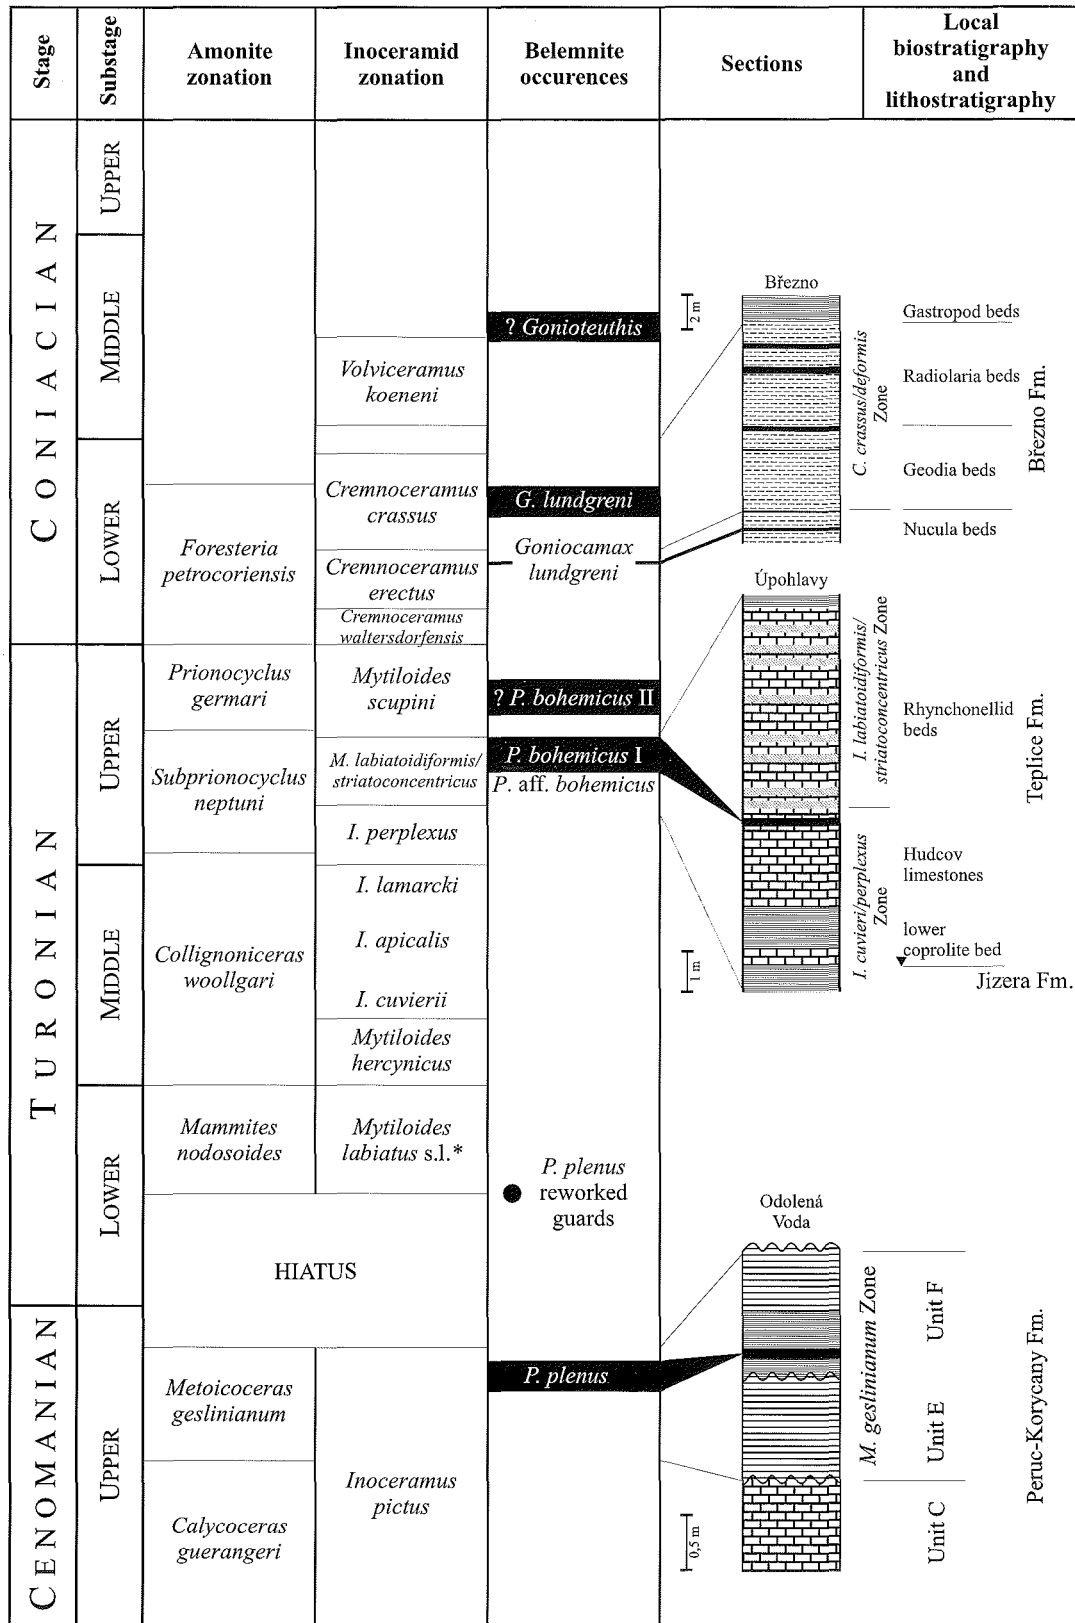 Stage
Substage
Amonite
zonation
Inoceramid
zonation
Belemnite
occurences
Sections
Local
biostratigraphy
and
lithostratigraphy
CONIACIAN
UPPER
MIDDLE
LOWER
TURONIAN
UPPER
MIDDLE
LOWER
CENOMANIAN
UPPER
Foresteria
petrocoriensis
Prionocyclus
germari
Subprionocyclus
neptuni
Collignoniceras
woollgari
Mammites
nodosoides
HIATUS
Metoicoceras
geslinianum
Calycoceras
guerangeri
Volviceramus
koeneni
Cremnoceramus
crassus
Cremnoceramus
erectus
Cremnoceramus
waltersdorfensis
Mytiloides
scupini
M. labiatoidiformis/
striatoconcentricus
I. perplexus
I. lamarcki
I. apicalis
I. cuvierii
Mytiloides
hercynicus
Mytiloides
labiatus s.l.*
Inoceramus
pictus
? Gonioteuthis
G. lundgreni
Goniocamax
lundgreni
? P. bohemicus II
P. bohemicus I
P. aff. bohemicus
P. plenus
reworked
guards
P. plenus
Březno
2 m
C. crassus/deformis
Zone
Gastropod beds
Radiolaria beds
Geodia beds
Nucula beds
Březno Fm.
Úpohlavy
1 m
I. labiatoidiformis/
striatoconcentricus Zone
I. cuvieri/perplexus
Zone
Rhynchonellid
beds
Hudcov
limestones
lower
coprolite bed
Teplice Fm.
Jizera Fm.
Odolená
Voda
0,5 m
M. geslinianum Zone
Unit F
Unit E
Unit C
Peruc-Korycany Fm.